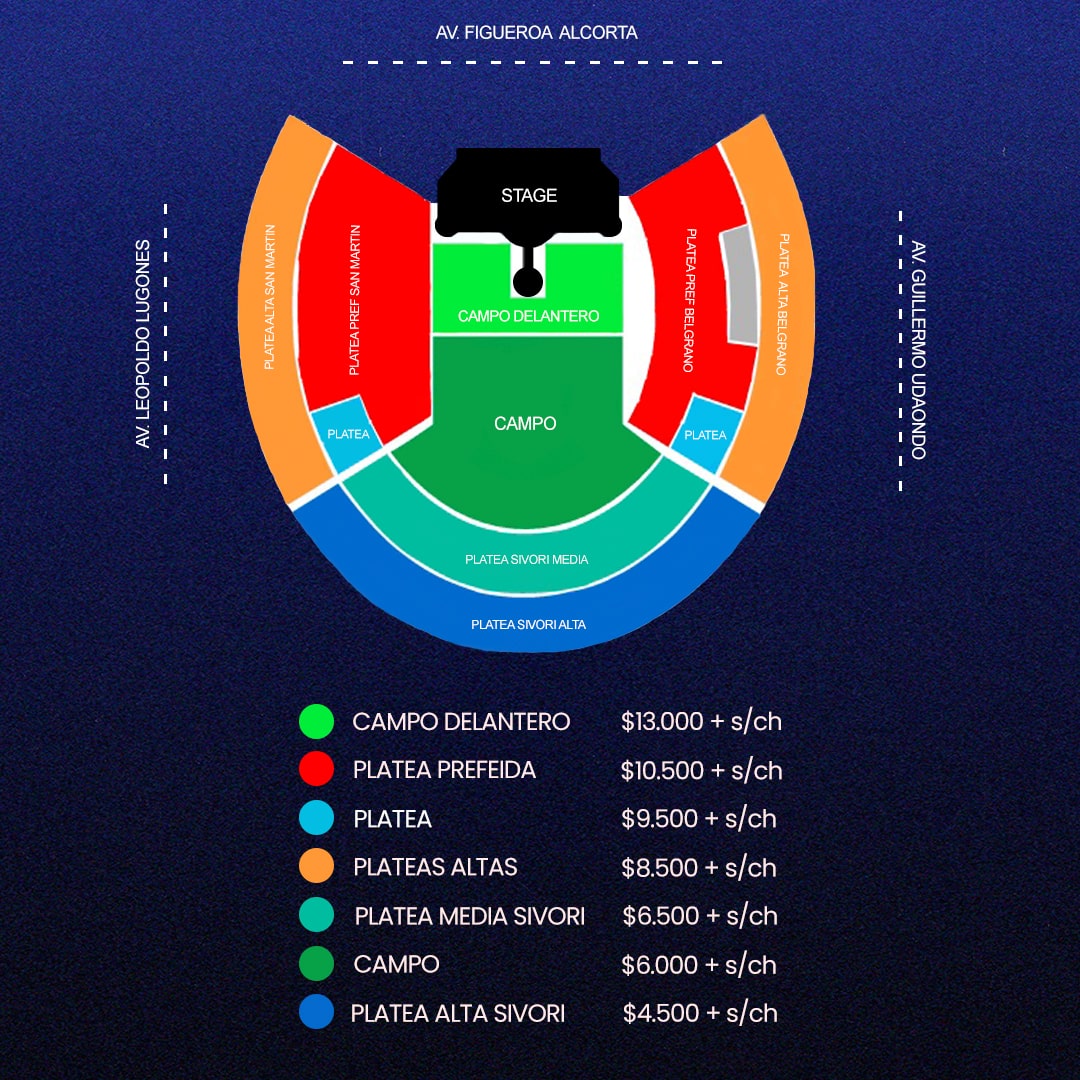 AV. FIGUEROA ALCORTA
STAGE
AV. LEOPOLDO LUGONES
PLATEA ALTA SAN MARTIN
PLATEA PREF SAN MARTIN
PLATEA PREF BELGRANO
PLATEA ALTA BELGRANO
AV. GUILLERMO UDAONDO
CAMPO DELANTERO
CAMPO
PLATEA
PLATEA
PLATEA SIVORI MEDIA
PLATEA SIVORI ALTA
CAMPO DELANTERO $13.000 + s/ch
PLATEA PREFEIDA $10.500 + s/ch
PLATEA $9.500 + s/ch
PLATEAS ALTAS $8.500 + s/ch
PLATEA MEDIA SIVORI $6.500 + s/ch
CAMPO $6.000 + s/ch
PLATEA ALTA SIVORI $4.500 + s/ch